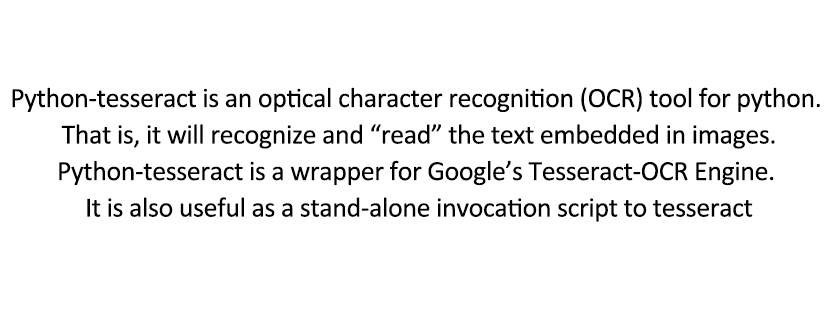 Python-tesseract is an optical character recognition (OCR) tool for python.
That is, it will recognize and “read” the text embedded in images.
Python-tesseract is a wrapper for Google’s Tesseract-OCR Engine.
It is also useful as a stand-alone invocation script to tesseract